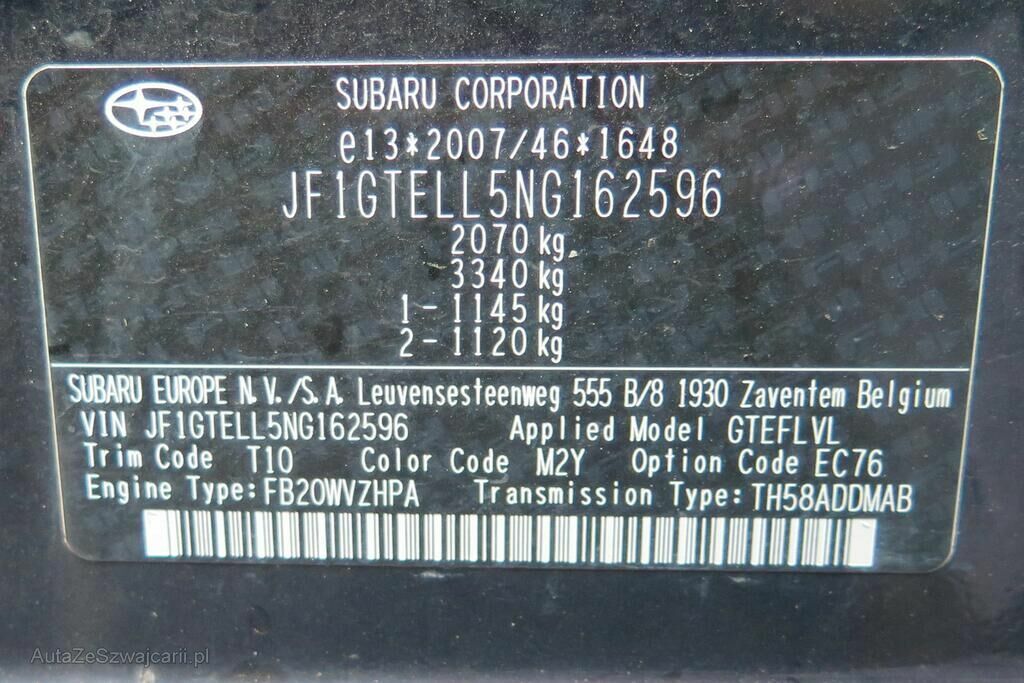 SUBARU CORPORATION
e13*2007/46*1648
JF1GTELL5NG162596
2070 kg
3340 kg
1 - 1145 kg
2 - 1120 kg
SUBARU EUROPE N.V./S.A. Leuvensesteenweg 555 B/8 1930 Zaventem Belgium
VIN JF1GTELL5NG162596 Applied Model GTEFLVL
Trim Code T10 Color Code M2Y Option Code EC76
Engine Type:FB20WVZHPA Transmission Type:TH58ADDMAB
AutaZeSzwajcarii.pl